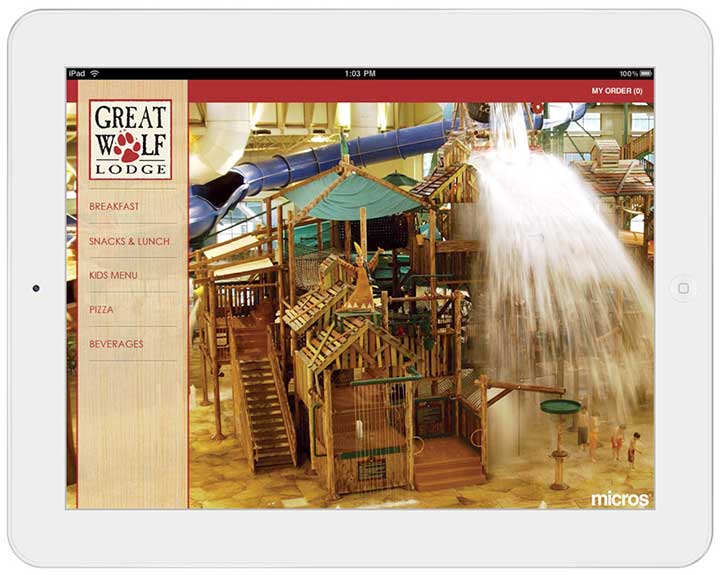 iPad 1:03 PM 100%
MY ORDER (0)
GREAT
WOLF
LODGE
BREAKFAST
SNACKS & LUNCH
KIDS MENU
PIZZA
BEVERAGES
micros